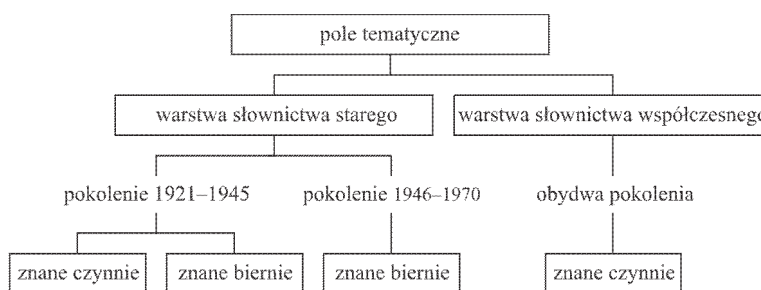 pole tematyczne
warstwa słownictwa starego
warstwa słownictwa współczesnego
pokolenie 1921–1945
pokolenie 1946–1970
obydwa pokolenia
znane czynnie
znane biernie
znane biernie
znane czynnie